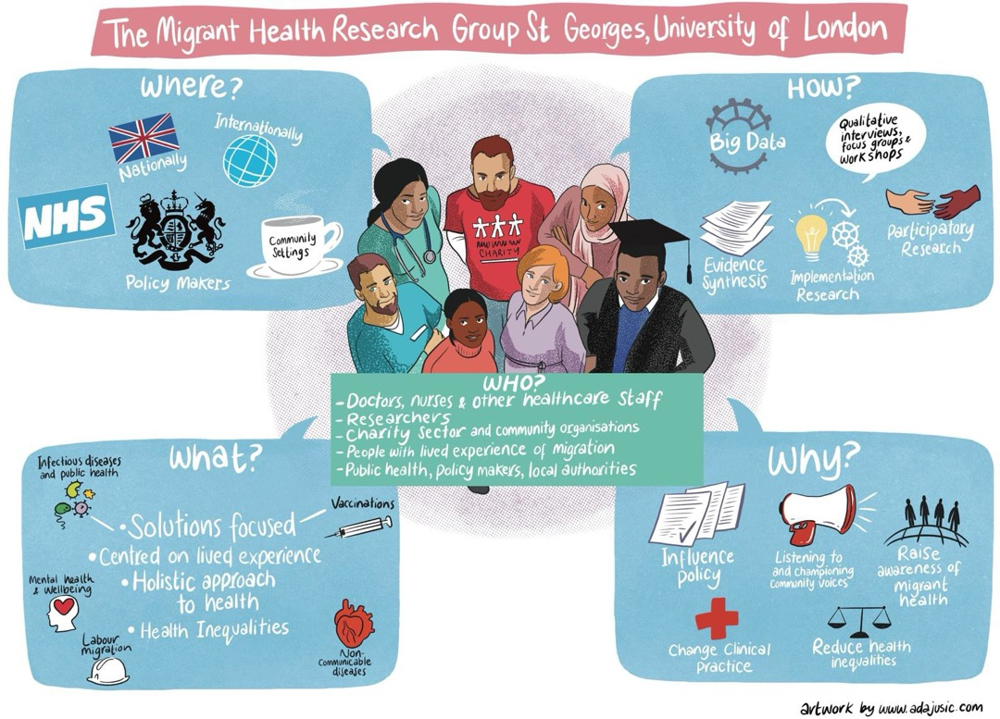 The Migrant Health Research Group St Georges, University of London
Where?
Nationally
Internationally
NHS
Policy Makers
Community
Settings
How?
Big Data
Qualitative
interviews,
focus groups &
workshops
Evidence
Synthesis
Implementation
Research
Participatory
Research
CHARITY
WHO?
- Doctors, nurses & other healthcare staff
- Researchers
- Charity sector and community organisations
- People with lived experience of migration
- Public health, policy makers, local authorities
What?
Infectious diseases
and public health
Vaccinations
• Solutions focused
• Centred on lived experience
• Holistic approach
to health
• Health Inequalities
Mental health
& Wellbeing
Labour
migration
Non-
communicable
diseases
Why?
Influence
policy
Listening to
and championing
Community voices
Raise
awareness of
migrant
health
Change Clinical
Practice
Reduce health
inequalities
artwork by www.adajusic.com